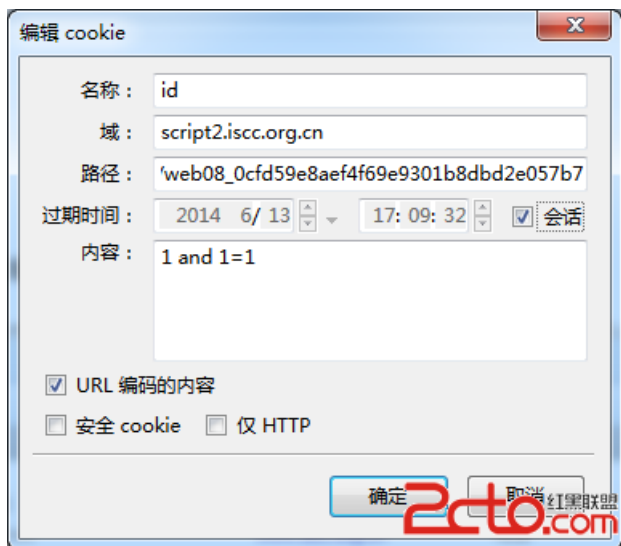 编辑 cookie
名称： id
域： script2.iscc.org.cn
路径： /web08_0cfd59e8aef4f69e9301b8dbd2e057b7
过期时间： 2014 6/ 13 17: 09: 32 会话
内容： 1 and 1=1
URL 编码的内容
安全 cookie 仅 HTTP
确定 取消
2cto.com 红黑联盟